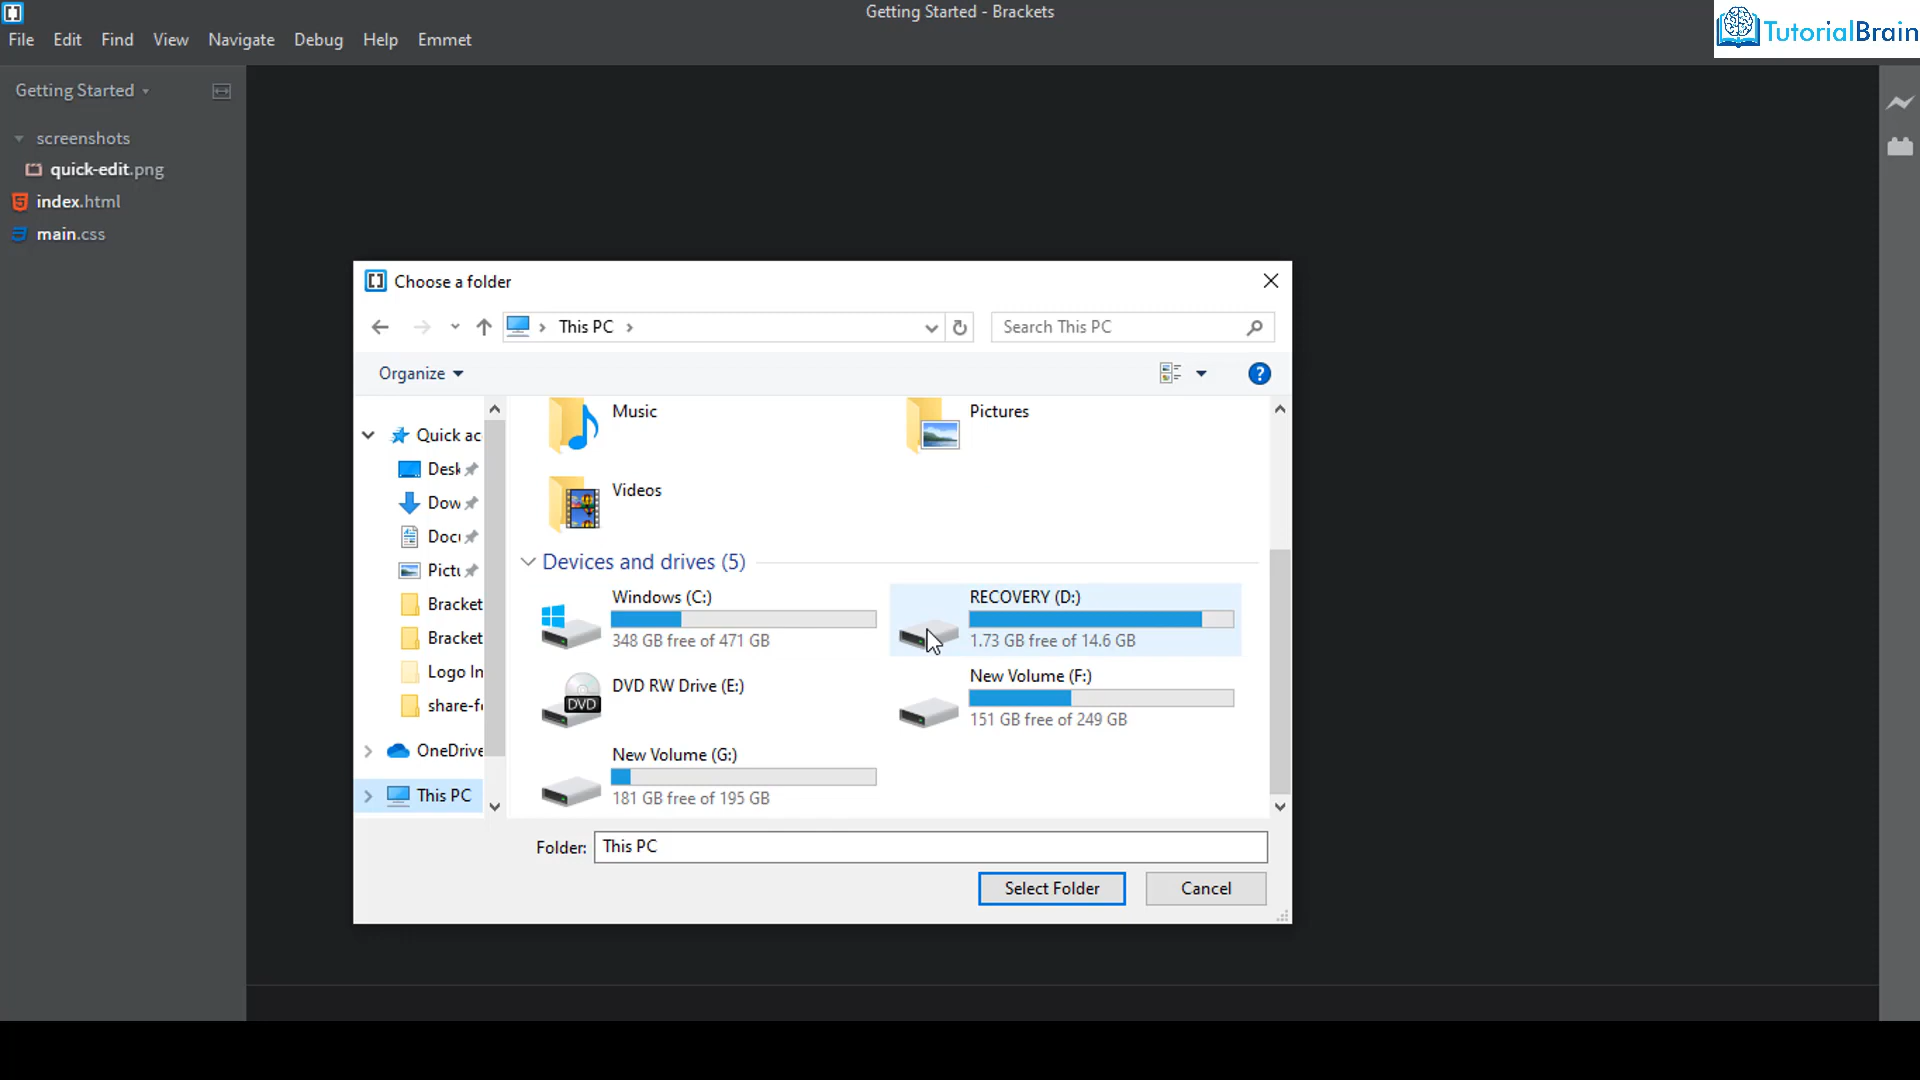 Getting Started - Brackets
TutorialBrain
File Edit Find View Navigate Debug Help Emmet
Getting Started
screenshots
quick-edit.png
index.html
main.css
Choose a folder
This PC
Search This PC
Organize
?
Quick ac
Desk
Dow
Docu
Pictu
Bracket
Bracket
Logo In
share-fo
OneDrive
This PC
Music
Pictures
Videos
Devices and drives (5)
Windows (C:)
348 GB free of 471 GB
RECOVERY (D:)
1.73 GB free of 14.6 GB
DVD RW Drive (E:)
DVD
New Volume (F:)
151 GB free of 249 GB
New Volume (G:)
181 GB free of 195 GB
Folder: This PC
Select Folder Cancel